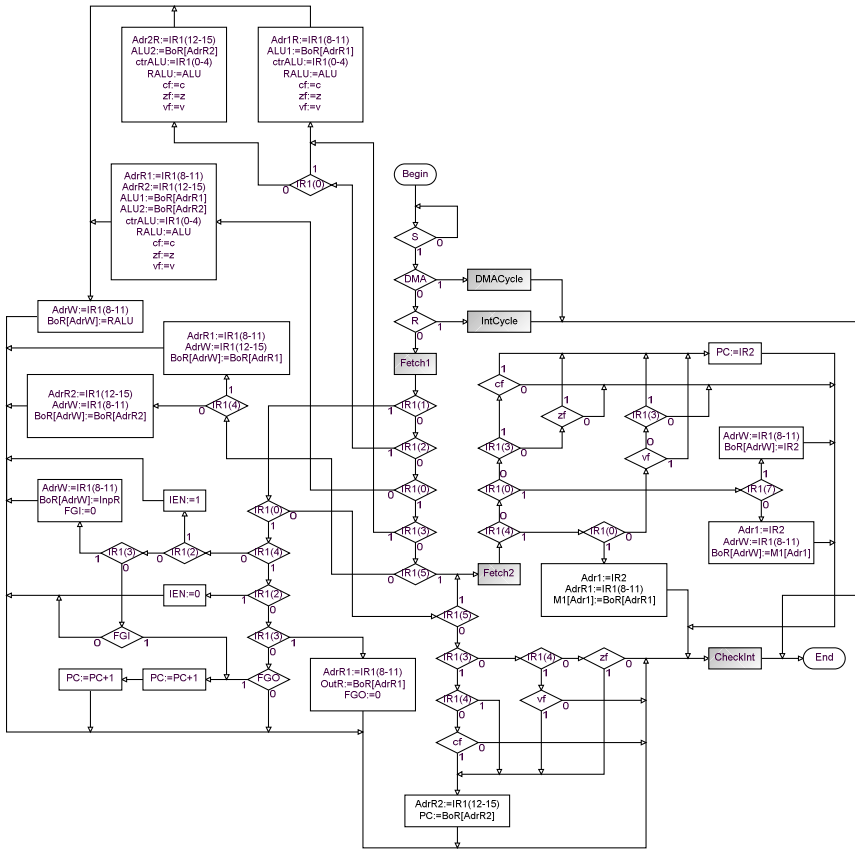 Adr2R:=IR1(12-15)
ALU2:=BoR[AdrR2]
ctrALU:=IR1(0-4)
RALU:=ALU
cf:=c
zf:=z
vf:=v
Adr1R:=IR1(8-11)
ALU1:=BoR[AdrR1]
ctrALU:=IR1(0-4)
RALU:=ALU
cf:=c
zf:=z
vf:=v
1
IR1(0)
0
AdrR1:=IR1(8-11)
AdrR2:=IR1(12-15)
ALU1:=BoR[AdrR1]
ALU2:=BoR[AdrR2]
ctrALU:=IR1(0-4)
RALU:=ALU
cf:=c
zf:=z
vf:=v
Begin
S
0
1
DMA
1
0
DMACycle
R
1
0
IntCycle
Fetch1
AdrW:=IR1(8-11)
BoR[AdrW]:=RALU
AdrR1:=IR1(8-11)
AdrW:=IR1(12-15)
BoR[AdrW]:=BoR[AdrR1]
AdrR2:=IR1(12-15)
AdrW:=IR1(8-11)
BoR[AdrW]:=BoR[AdrR2]
1
IR1(4)
0
IR1(1)
1
0
IR1(2)
1
0
IR1(0)
1
0
IR1(3)
1
0
IR1(5)
0
1
Fetch2
PC:=IR2
1
cf
0
1
zf
0
1
IR1(3)
0
0
vf
1
1
IR1(3)
0
0
IR1(0)
1
0
IR1(4)
1
IR1(0)
0
1
AdrW:=IR1(8-11)
BoR[AdrW]:=IR2
1
IR1(7)
0
Adr1:=IR2
AdrW:=IR1(8-11)
BoR[AdrW]:=M1[Adr1]
Adr1:=IR2
AdrR1:=IR1(8-11)
M1[Adr1]:=BoR[AdrR1]
AdrW:=IR1(8-11)
BoR[AdrW]:=InpR
FGI:=0
IEN:=1
IR1(0)
0
1
IR1(3)
1
0
1
IR1(2)
0
IR1(4)
0
1
IEN:=0
IR1(2)
1
0
FGI
0
1
IR1(3)
1
0
PC:=PC+1
PC:=PC+1
FGO
1
0
AdrR1:=IR1(8-11)
OutR:=BoR[AdrR1]
FGO:=0
1
IR1(5)
0
IR1(3)
0
1
IR1(4)
0
1
zf
0
1
CheckInt
End
IR1(4)
1
0
vf
0
1
cf
0
1
AdrR2:=IR1(12-15)
PC:=BoR[AdrR2]